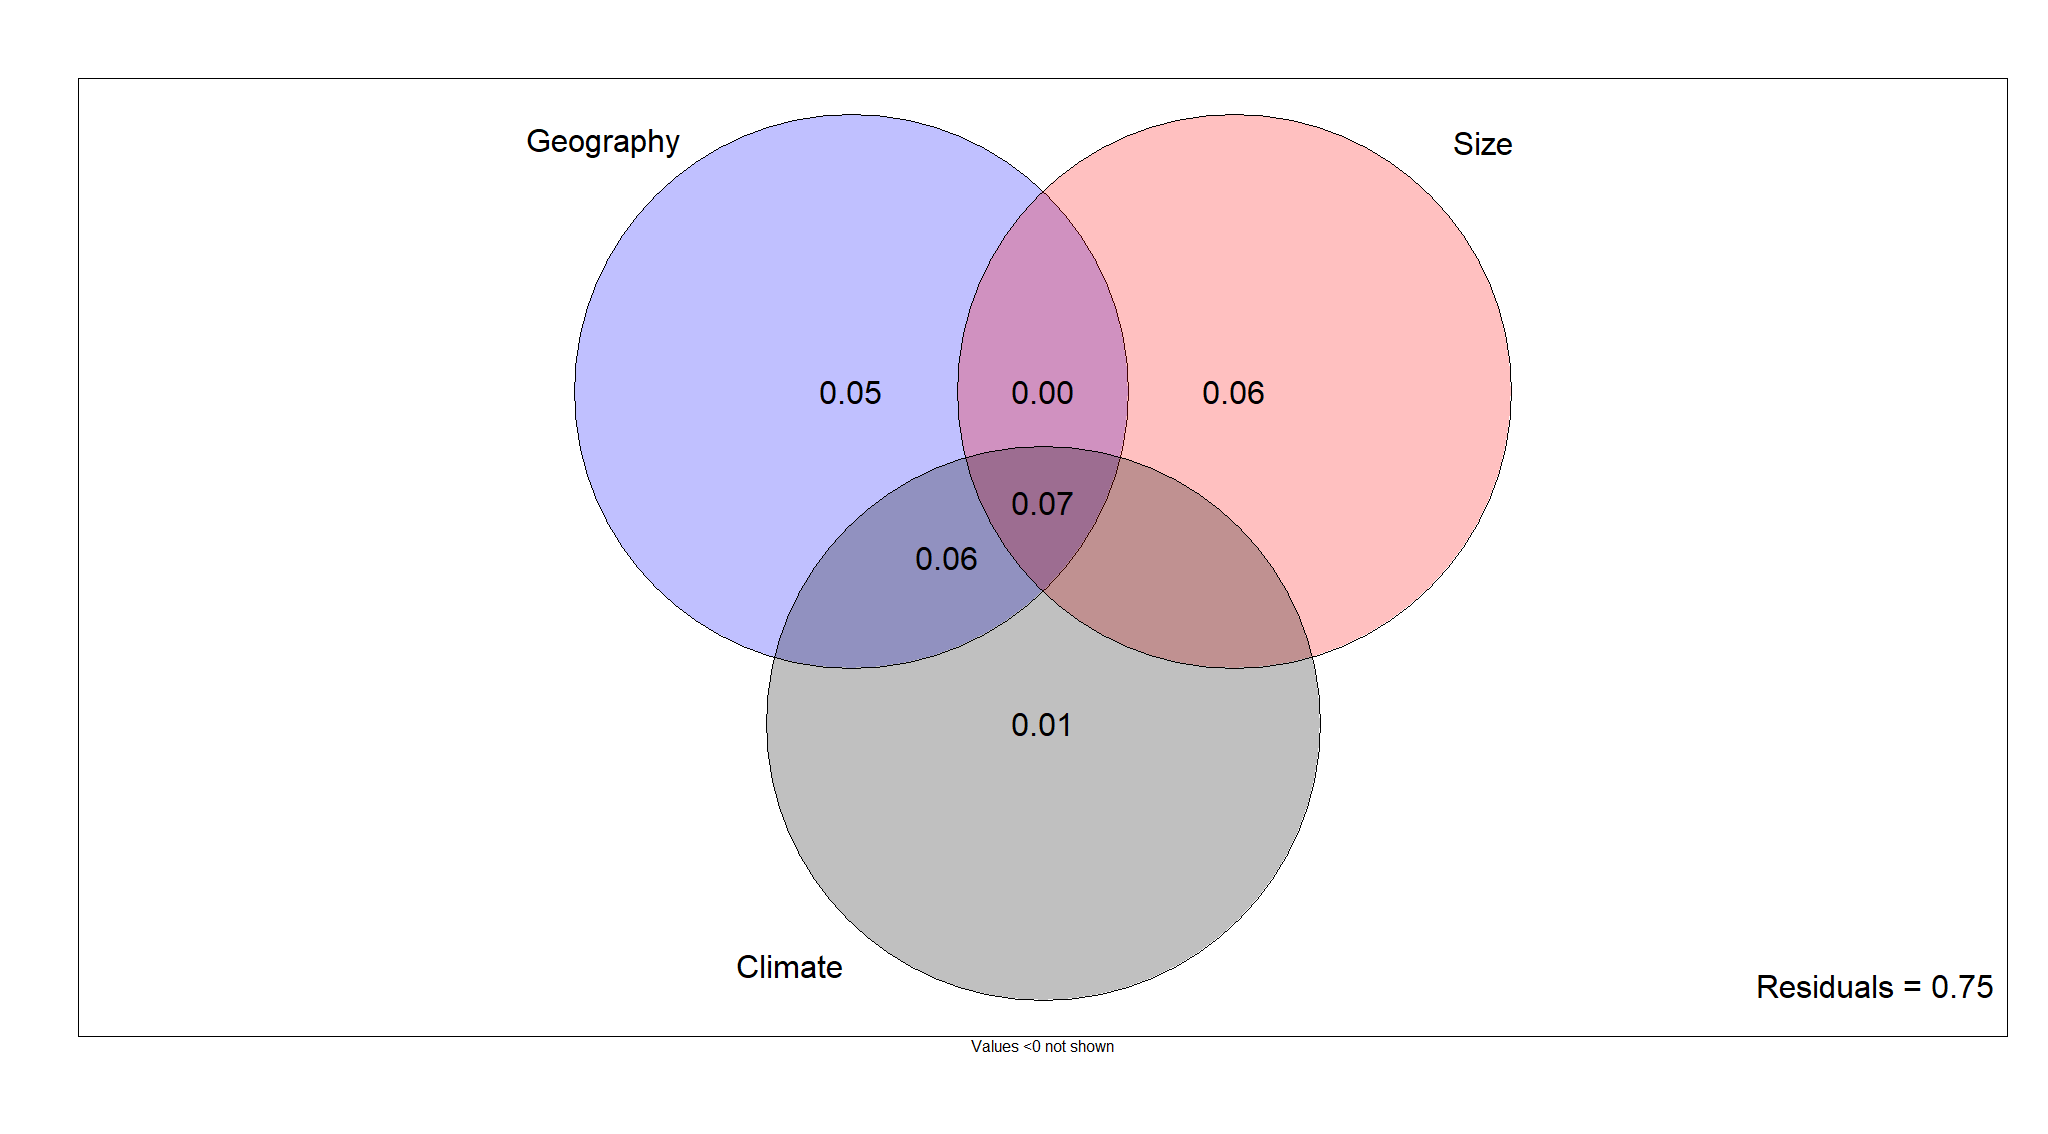 Geography
Size
0.05
0.00
0.06
0.07
0.06
0.01
Climate
Residuals = 0.75
Values <0 not shown